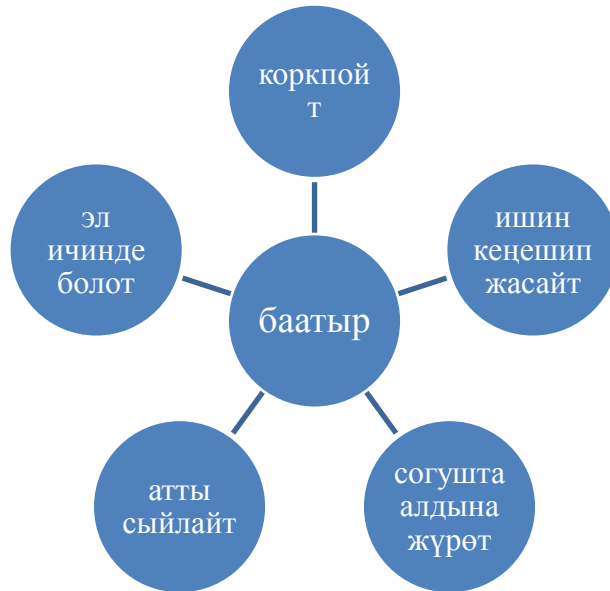 коркпой
т
эл
ичинде
болот
ишин
кеңешип
жасайт
баатыр
атты
сыйлайт
согушта
алдына
жүрөт